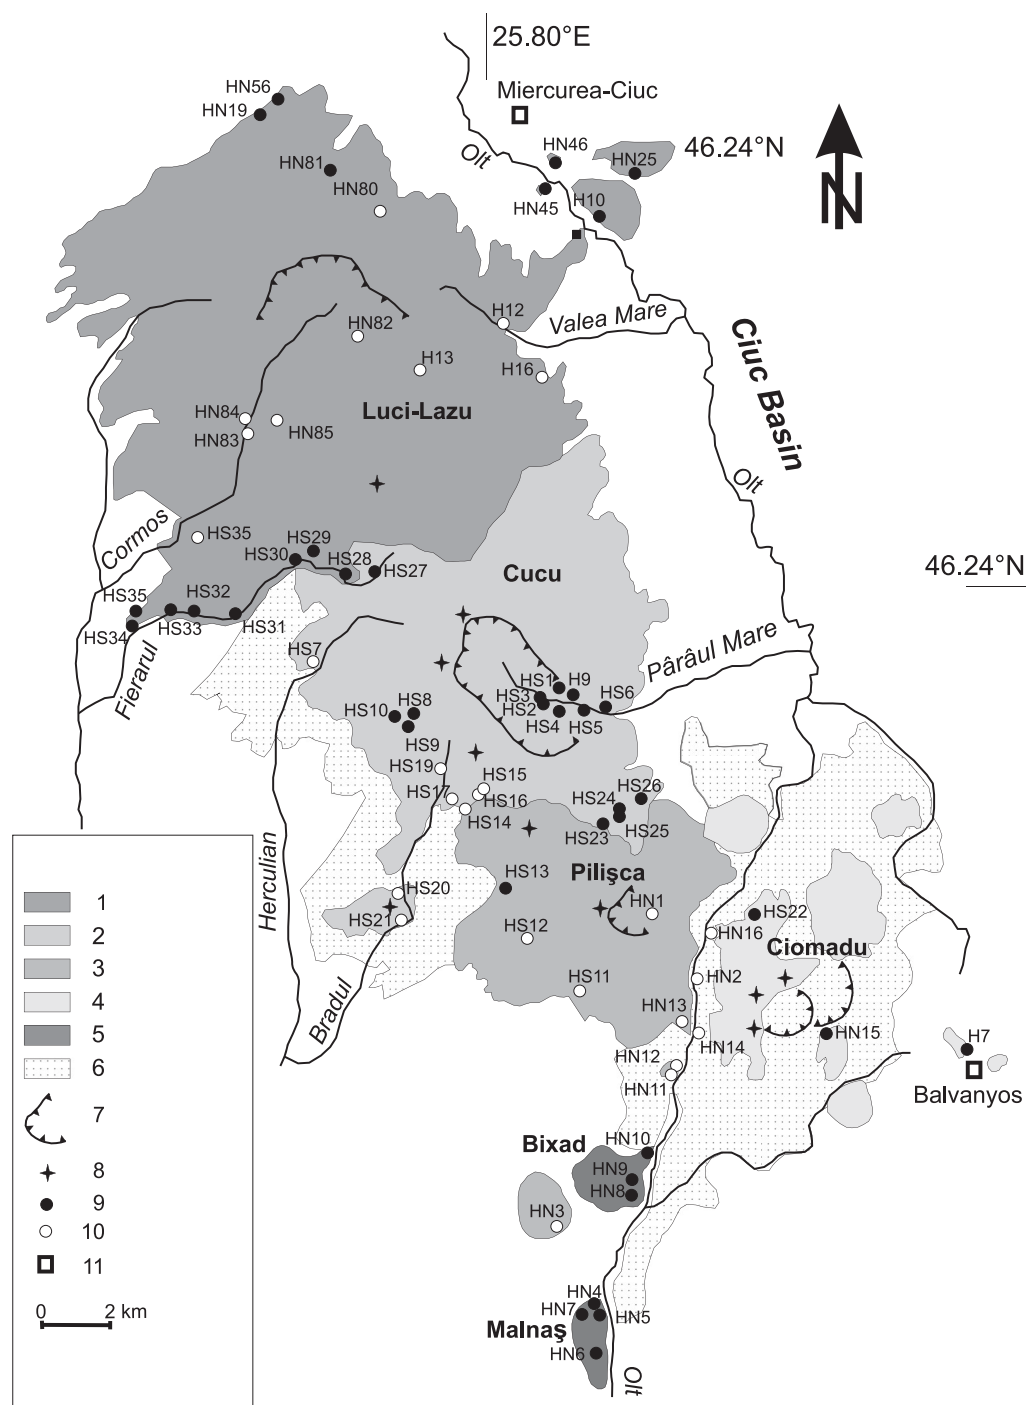 25.80°E
Miercurea-Ciuc
HN56
HN19
HN46
46.24°N
Olt
HN25
HN81
HN80
HN45
H10
N
H12
Valea Mare
HN82
H13
H16
Ciuc Basin
Luci-Lazu
HN84
HN83
HN85
Olt
Cormos
HS35
HS29
HS30
HS28
HS27
Cucu
46.24°N
HS35
HS32
HS34
HS33
HS31
Fierarul
HS7
Pârâul Mare
HS1
H9
HS3
HS6
HS2
HS4
HS5
HS8
HS10
HS9
HS19
HS15
HS17
HS16
HS14
HS26
HS24
HS25
HS23
Pilişca
HS13
HS20
HS21
HN1
HS22
HS12
HN16
Ciomadu
Herculian
Bradul
HS11
HN2
HN13
HN14
HN15
H7
Balvanyos
HN12
HN11
Bixad
HN10
HN9
HN8
HN3
HN4
HN7
HN5
Malnaş
HN6
Olt
1
2
3
4
5
6
7
8
9
10
11
0 2 km